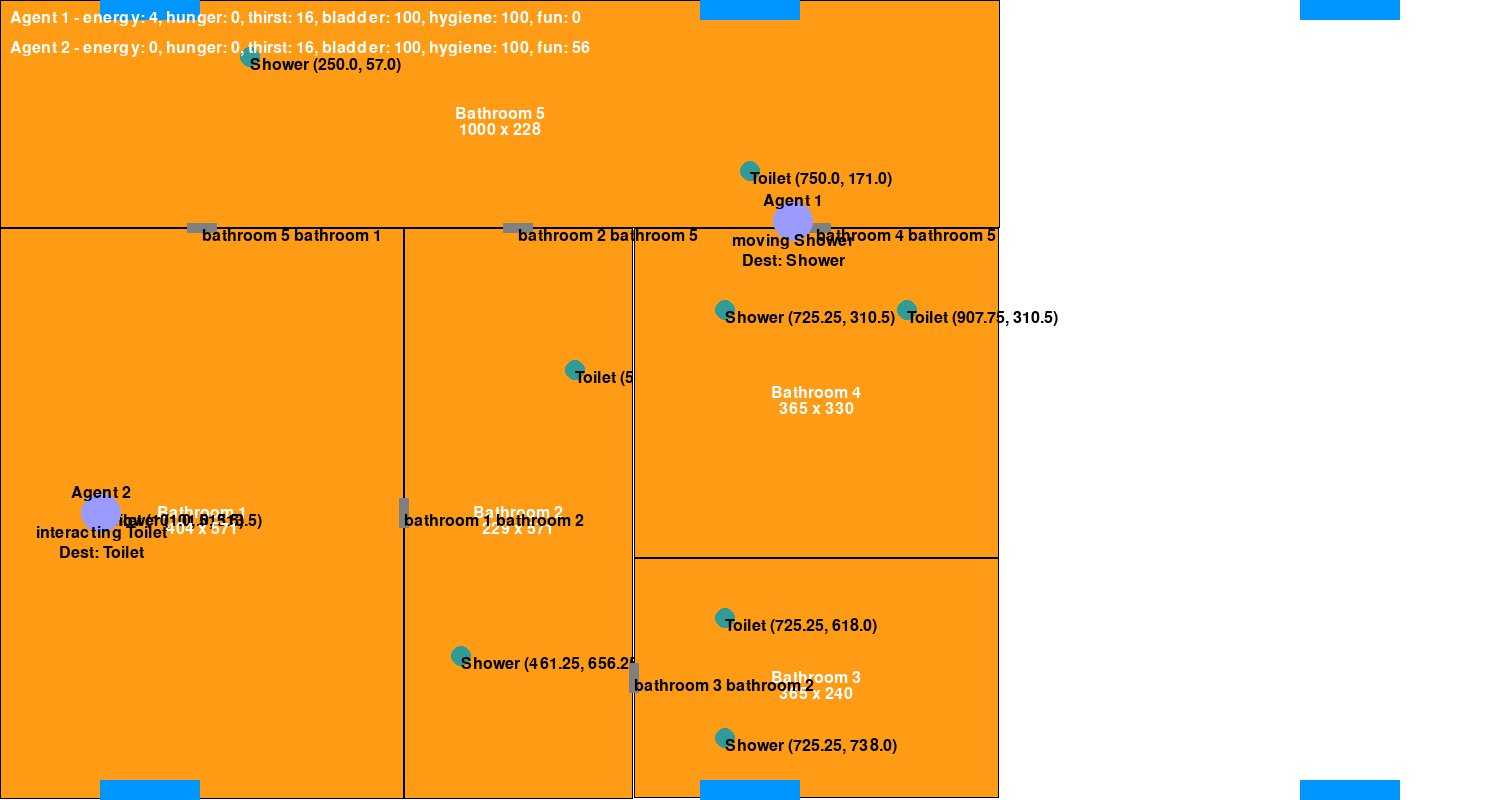 Agent 1 - energy: 4, hunger: 0, thirst: 16, bladder: 100, hygiene: 100, fun: 0
Agent 2 - energy: 0, hunger: 0, thirst: 16, bladder: 100, hygiene: 100, fun: 56
Shower (250.0, 57.0)
Bathroom 5
1000 x 228
Toilet (750.0, 171.0)
Agent 1
bathroom 5 bathroom 1
bathroom 2 bathroom 5
bathroom 4 bathroom 5
moving Shower
Dest: Shower
Shower (725.25, 310.5)
Toilet (907.75, 310.5)
Toilet (5
Bathroom 4
365 x 330
Agent 2
Bathroom 1
404 x 571
interacting Toilet
Dest: Toilet
bathroom 1 bathroom 2
Bathroom 2
229 x 571
Toilet (725.25, 618.0)
Shower (461.25, 656.25
Bathroom 3
365 x 240
bathroom 3 bathroom 2
Shower (725.25, 738.0)